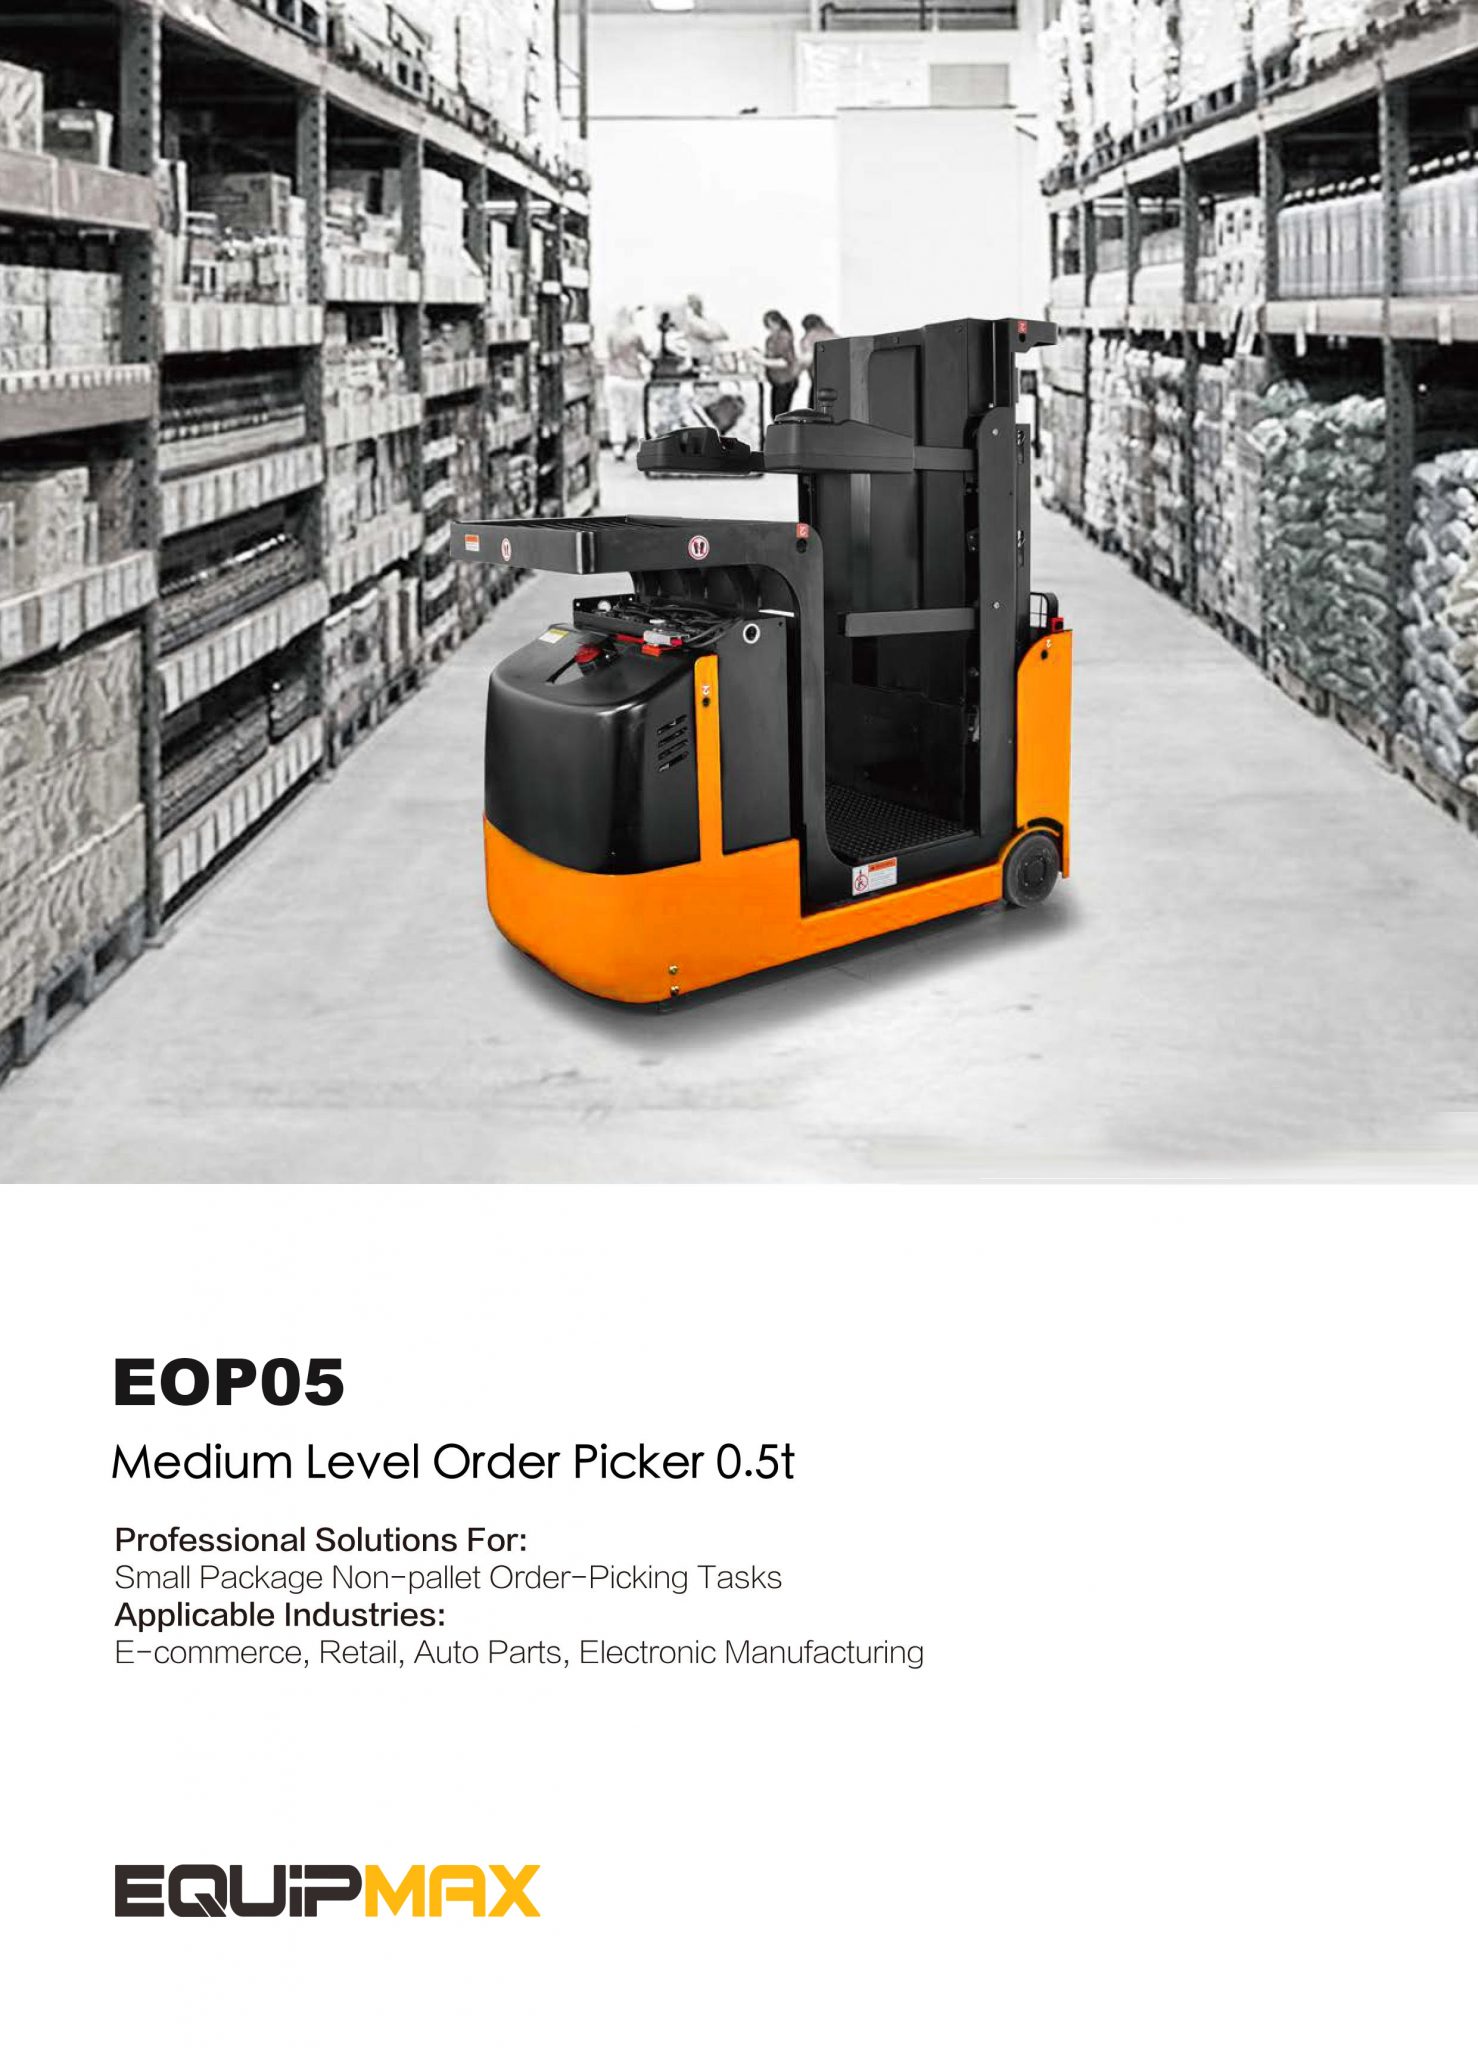 EOP05
Medium Level Order Picker 0.5t
Professional Solutions For:
Small Package Non-pallet Order-Picking Tasks
Applicable Industries:
E-commerce, Retail, Auto Parts, Electronic Manufacturing
EQUIPMAX